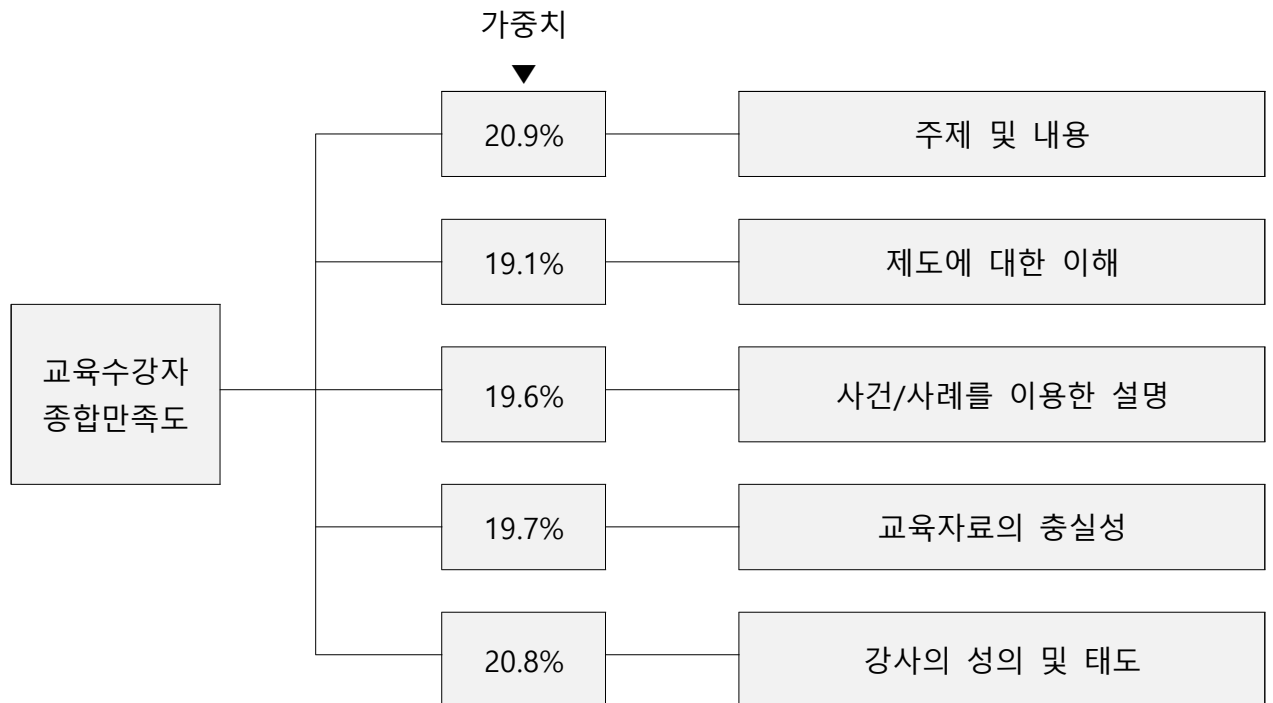 가중치
▼
20.9% 주제 및 내용
19.1% 제도에 대한 이해
교육수강자
종합만족도
19.6% 사건/사례를 이용한 설명
19.7% 교육자료의 충실성
20.8% 강사의 성의 및 태도